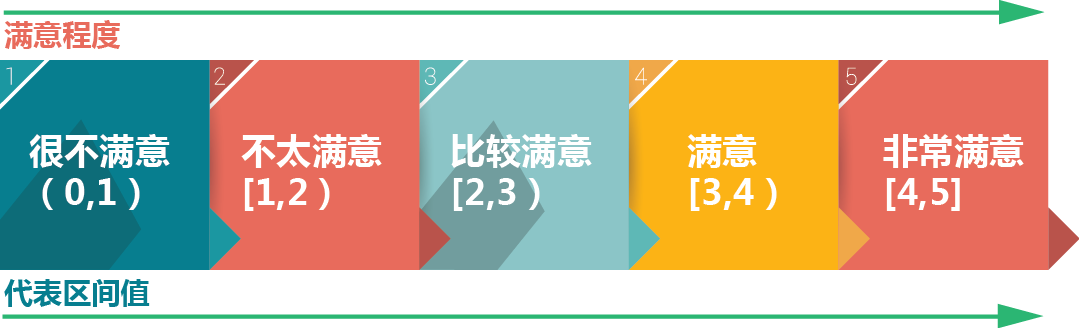 满意程度
1
很不满意
（0,1）
2
不太满意
[1,2）
3
比较满意
[2,3）
4
满意
[3,4）
5
非常满意
[4,5]
代表区间值